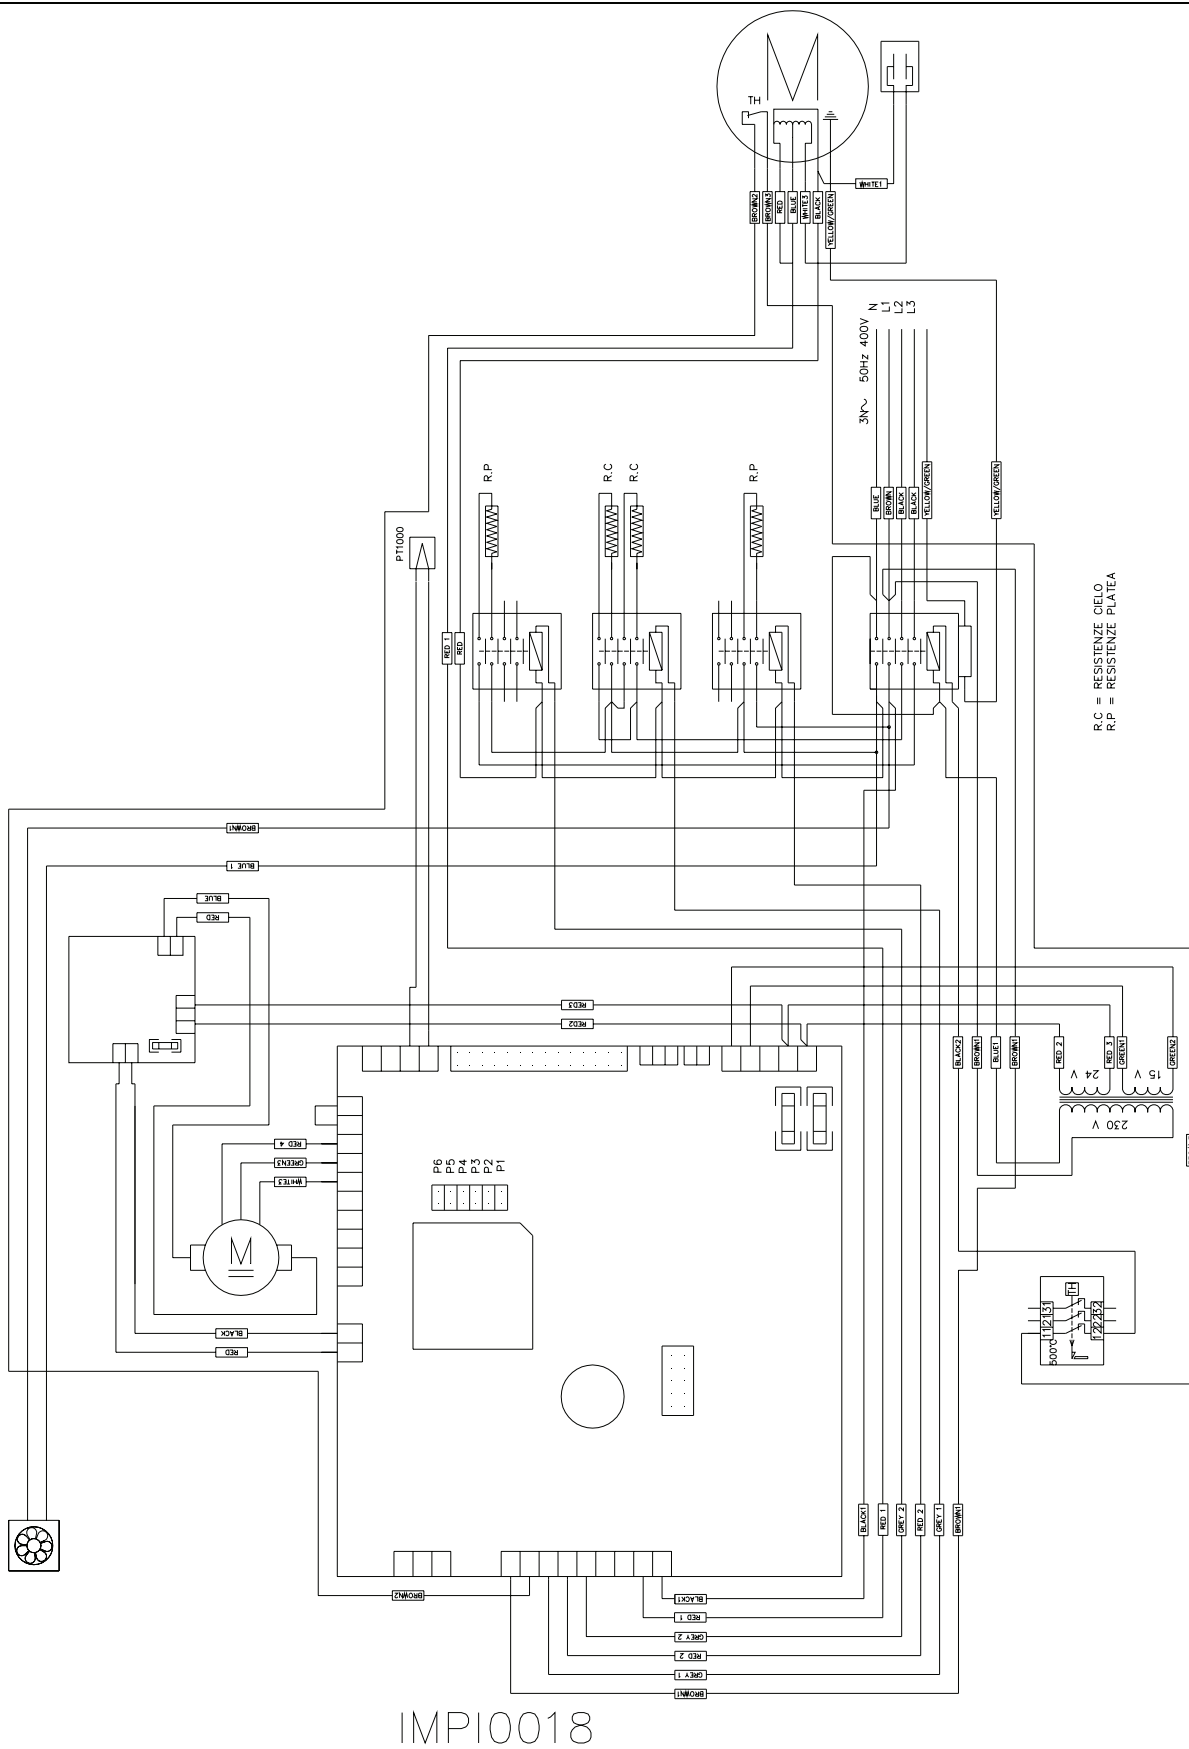 TH
WHITE1
BROWN2
BROWN3
RED
BLUE
WHITE3
BLACK
YELLOW/GREEN
3N~ 50Hz 400V
N
L1
L2
L3
R.P
R.C
R.C
R.P
BLUE
BROWN
BLACK
BLACK
YELLOW/GREEN
YELLOW/GREEN
PT1000
RED 1
RED
R.C = RESISTENZE CIELO
R.P = RESISTENZE PLATEA
BROWN1
BLUE 1
BLUE
RED
RED3
RED2
BLACK2
BROWN1
BLUE1
BROWN1
RED 2
RED 3
GREEN1
GREEN2
24 V
15 V
230 V
RED 4
GREEN3
WHITE3
P6
P5
P4
P3
P2
P1
M
BLACK
RED
TH
11
21
31
12
22
32
500°C
BLACK1
RED 1
GREY 2
RED 2
GREY 1
BROWN1
BROWN2
BLACK1
RED 1
GREY 2
RED 2
GREY 1
BROWN1
IMPI0018